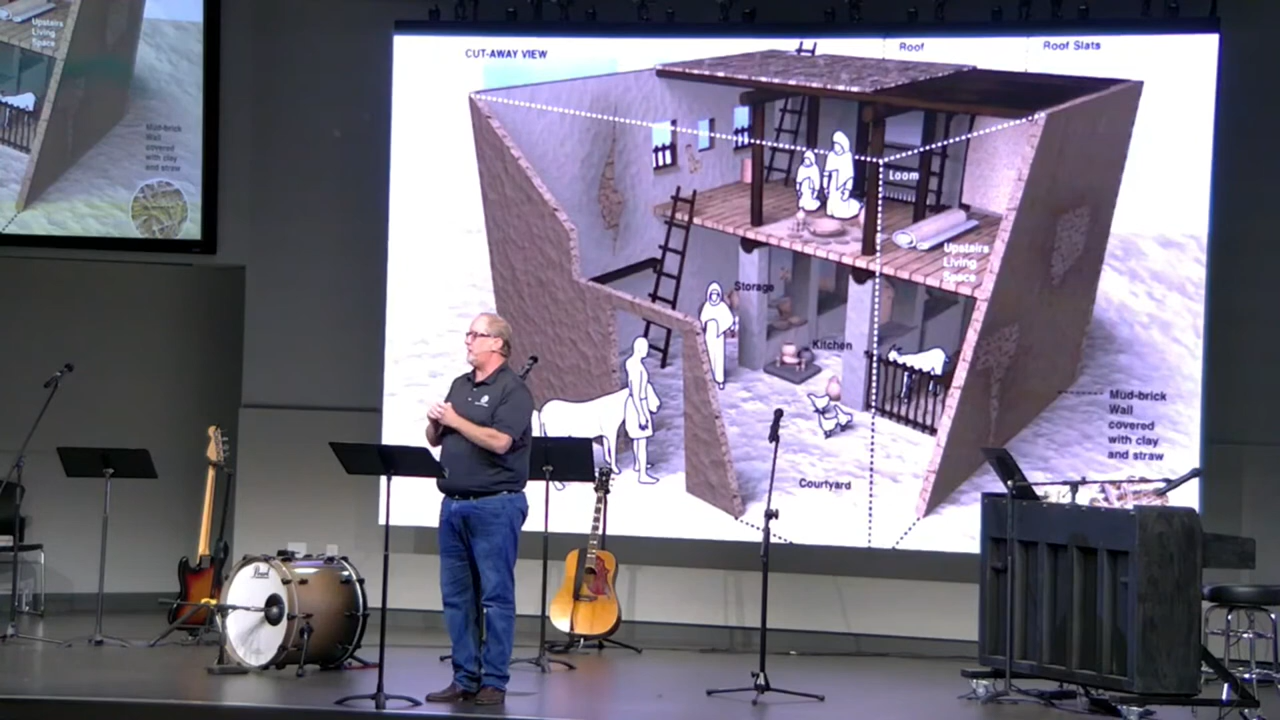 Upstairs
Living
Space
Mud-brick
Wall
covered
with clay
and straw
CUT-AWAY VIEW
Roof
Roof Slats
Loom
Upstairs
Living
Space
Storage
Kitchen
Mud-brick
Wall
covered
with clay
and straw
Courtyard
Pearl